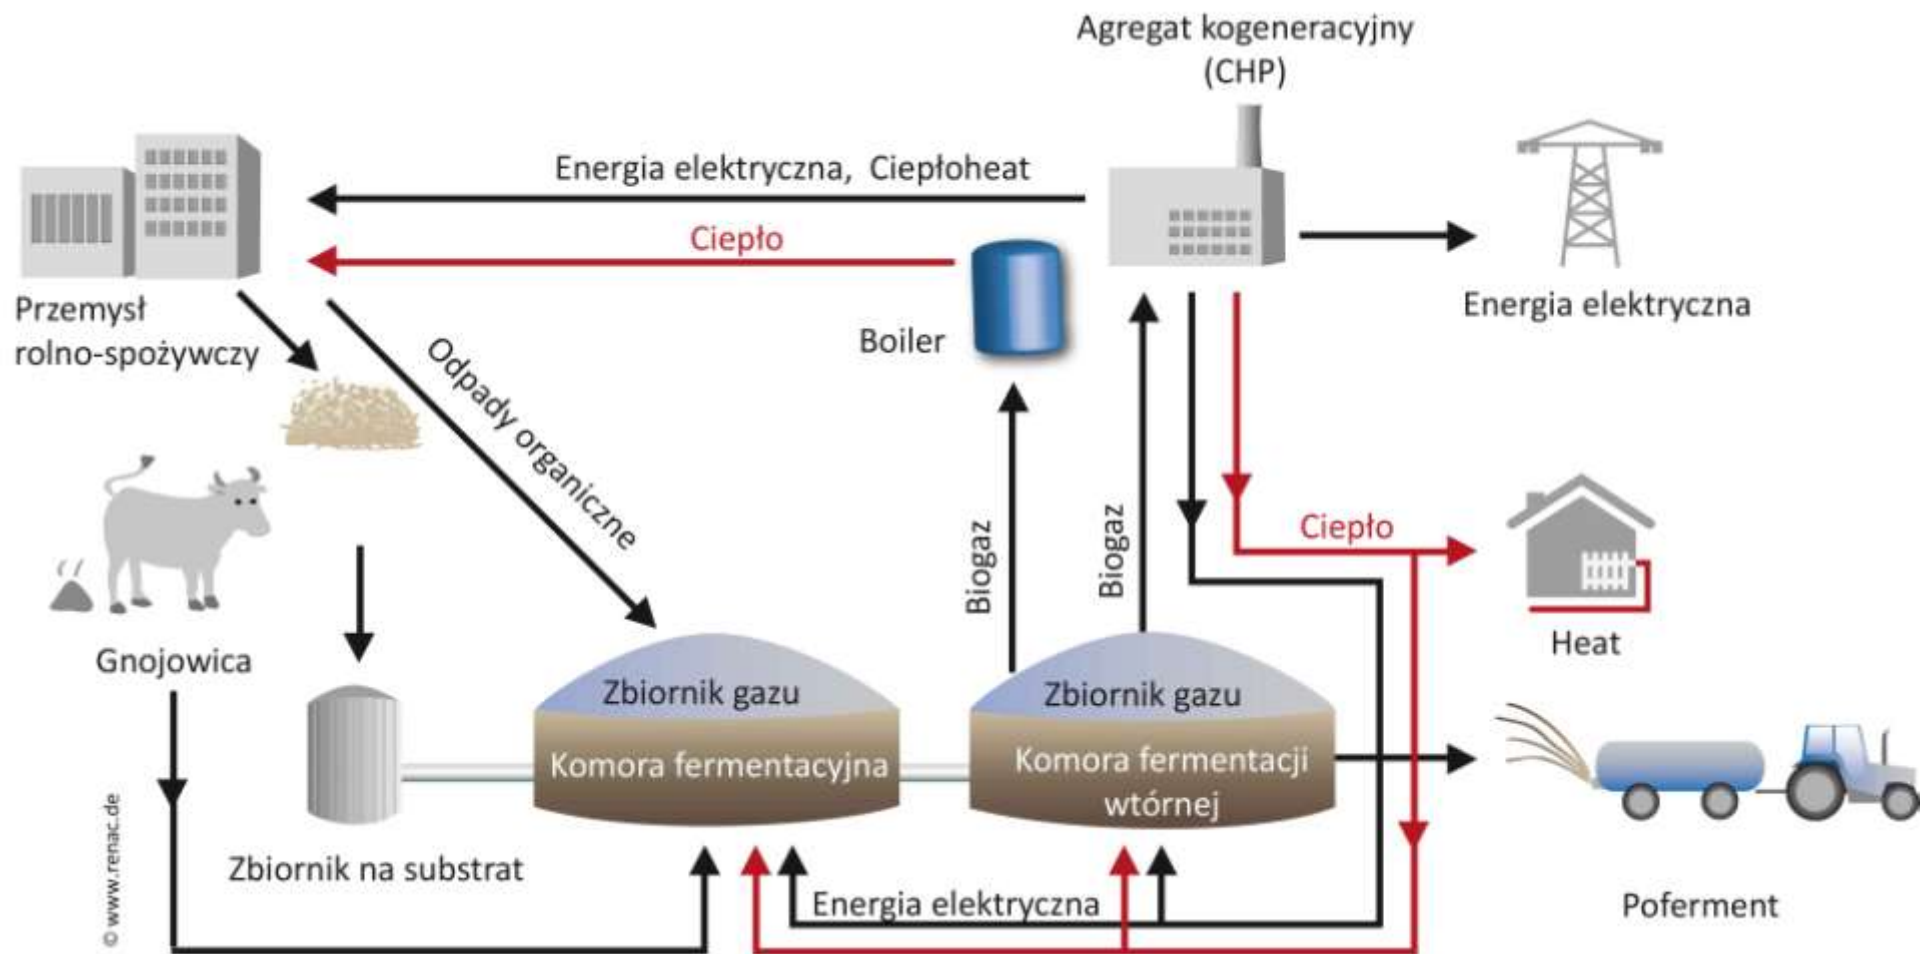 Agregat kogeneracyjny
(CHP)
Energia elektryczna, Ciepłoheat
Ciepło
Przemysł
rolno-spożywczy
Boiler
Energia elektryczna
Odpady organiczne
Biogaz
Biogaz
Ciepło
Heat
Gnojowica
Zbiornik gazu
Komora fermentacyjna
Zbiornik gazu
Komora fermentacji
wtórnej
Zbiornik na substrat
Energia elektryczna
Poferment
© www.renac.de